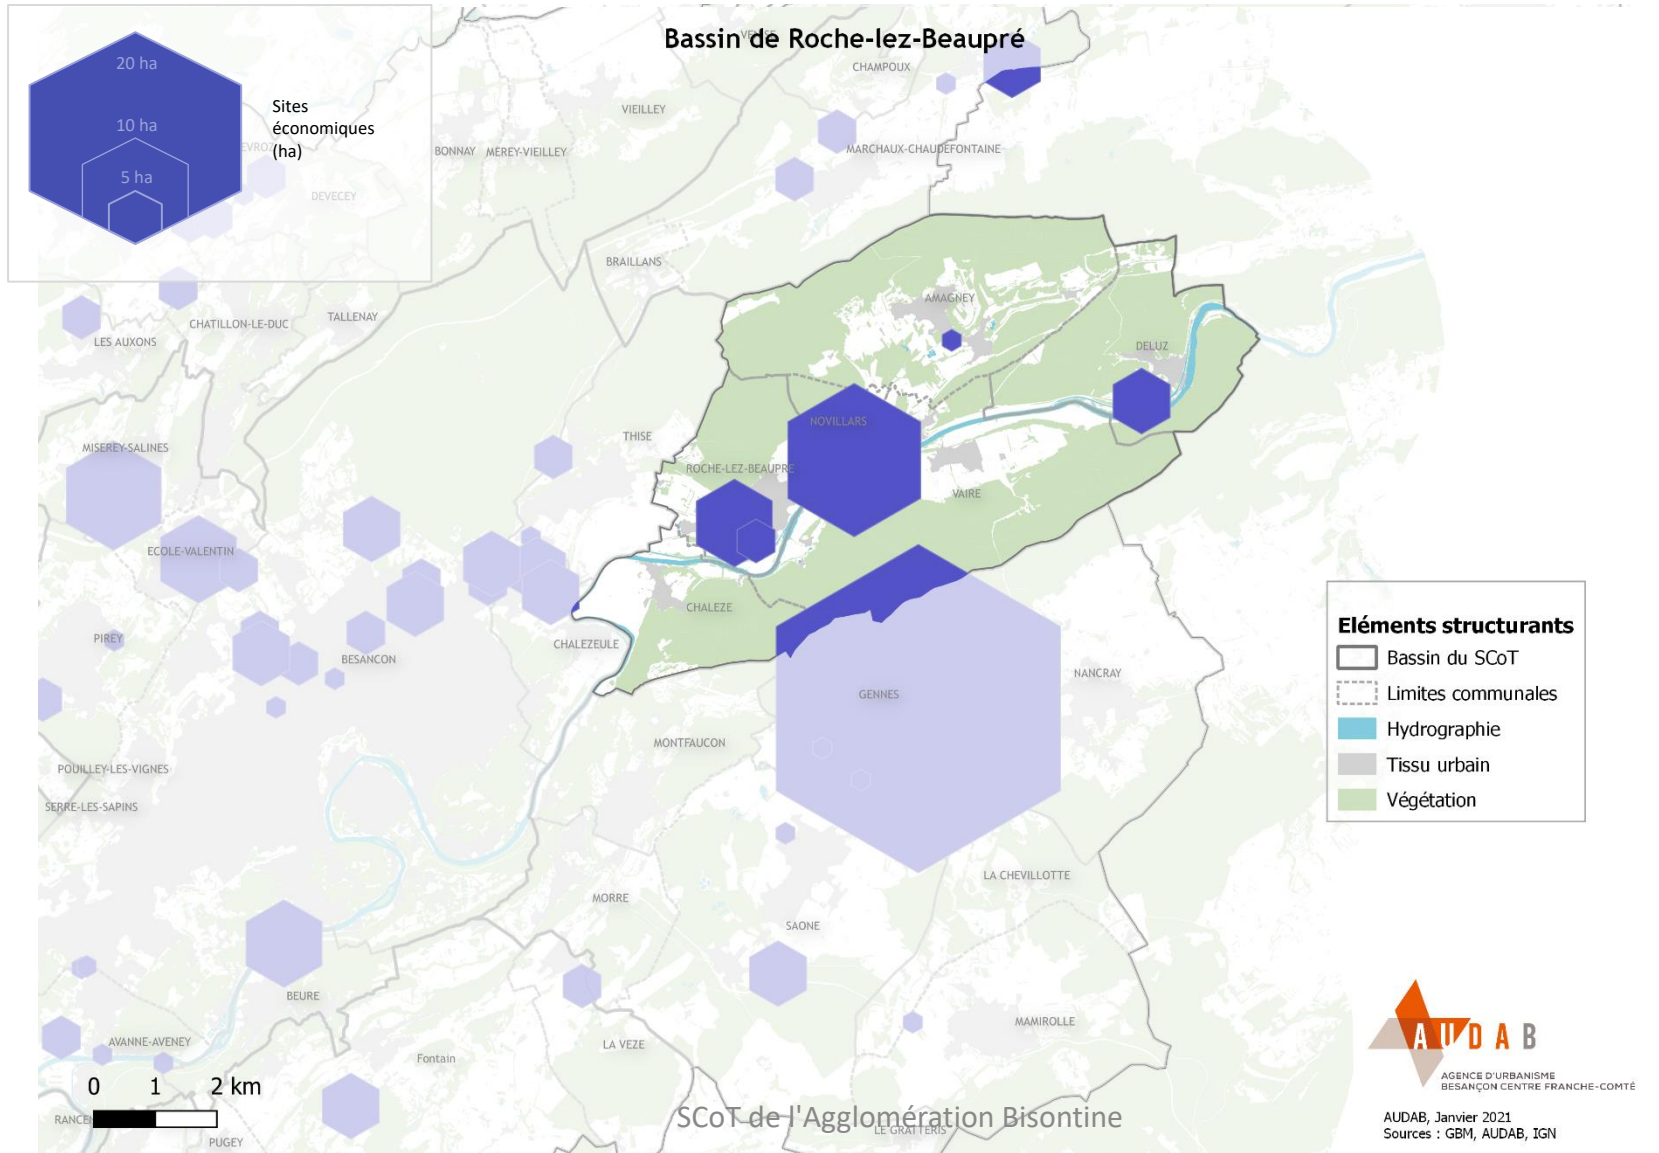 Bassin de Roche-lez-Beaupré
20 ha
10 ha
5 ha
Sites
économiques
(ha)
DEVECEY
VIEILLEY
BONNAY
MEREY-VIEILLEY
CHAMPOUX
MARCHAUX-CHAUDEFONTAINE
BRAILLANS
CHATILLON-LE-DUC
TALLENAY
LES AUXONS
AMAGNEY
DELUZ
NOVILLARS
MISEREY-SALINES
THISE
ROCHE-LEZ-BEAUPRE
VAIRE
ECOLE-VALENTIN
CHALEZE
PIREY
BESANCON
CHALEZEULE
GENNES
NANCRAY
MONTFAUCON
POUILLEY-LES-VIGNES
SERRE-LES-SAPINS
LA CHEVILLOTTE
MORRE
SAONE
BEURE
MAMIROLLE
AVANNE-AVENEY
LA VEZE
Fontain
PUGEY
LE GRATTERIS
0 1 2 km
SCoT de l'Agglomération Bisontine
Eléments structurants
Bassin du SCoT
Limites communales
Hydrographie
Tissu urbain
Végétation
AUDAB
AGENCE D'URBANISME
BESANÇON CENTRE FRANCHE-COMTÉ
AUDAB, Janvier 2021
Sources : GBM, AUDAB, IGN